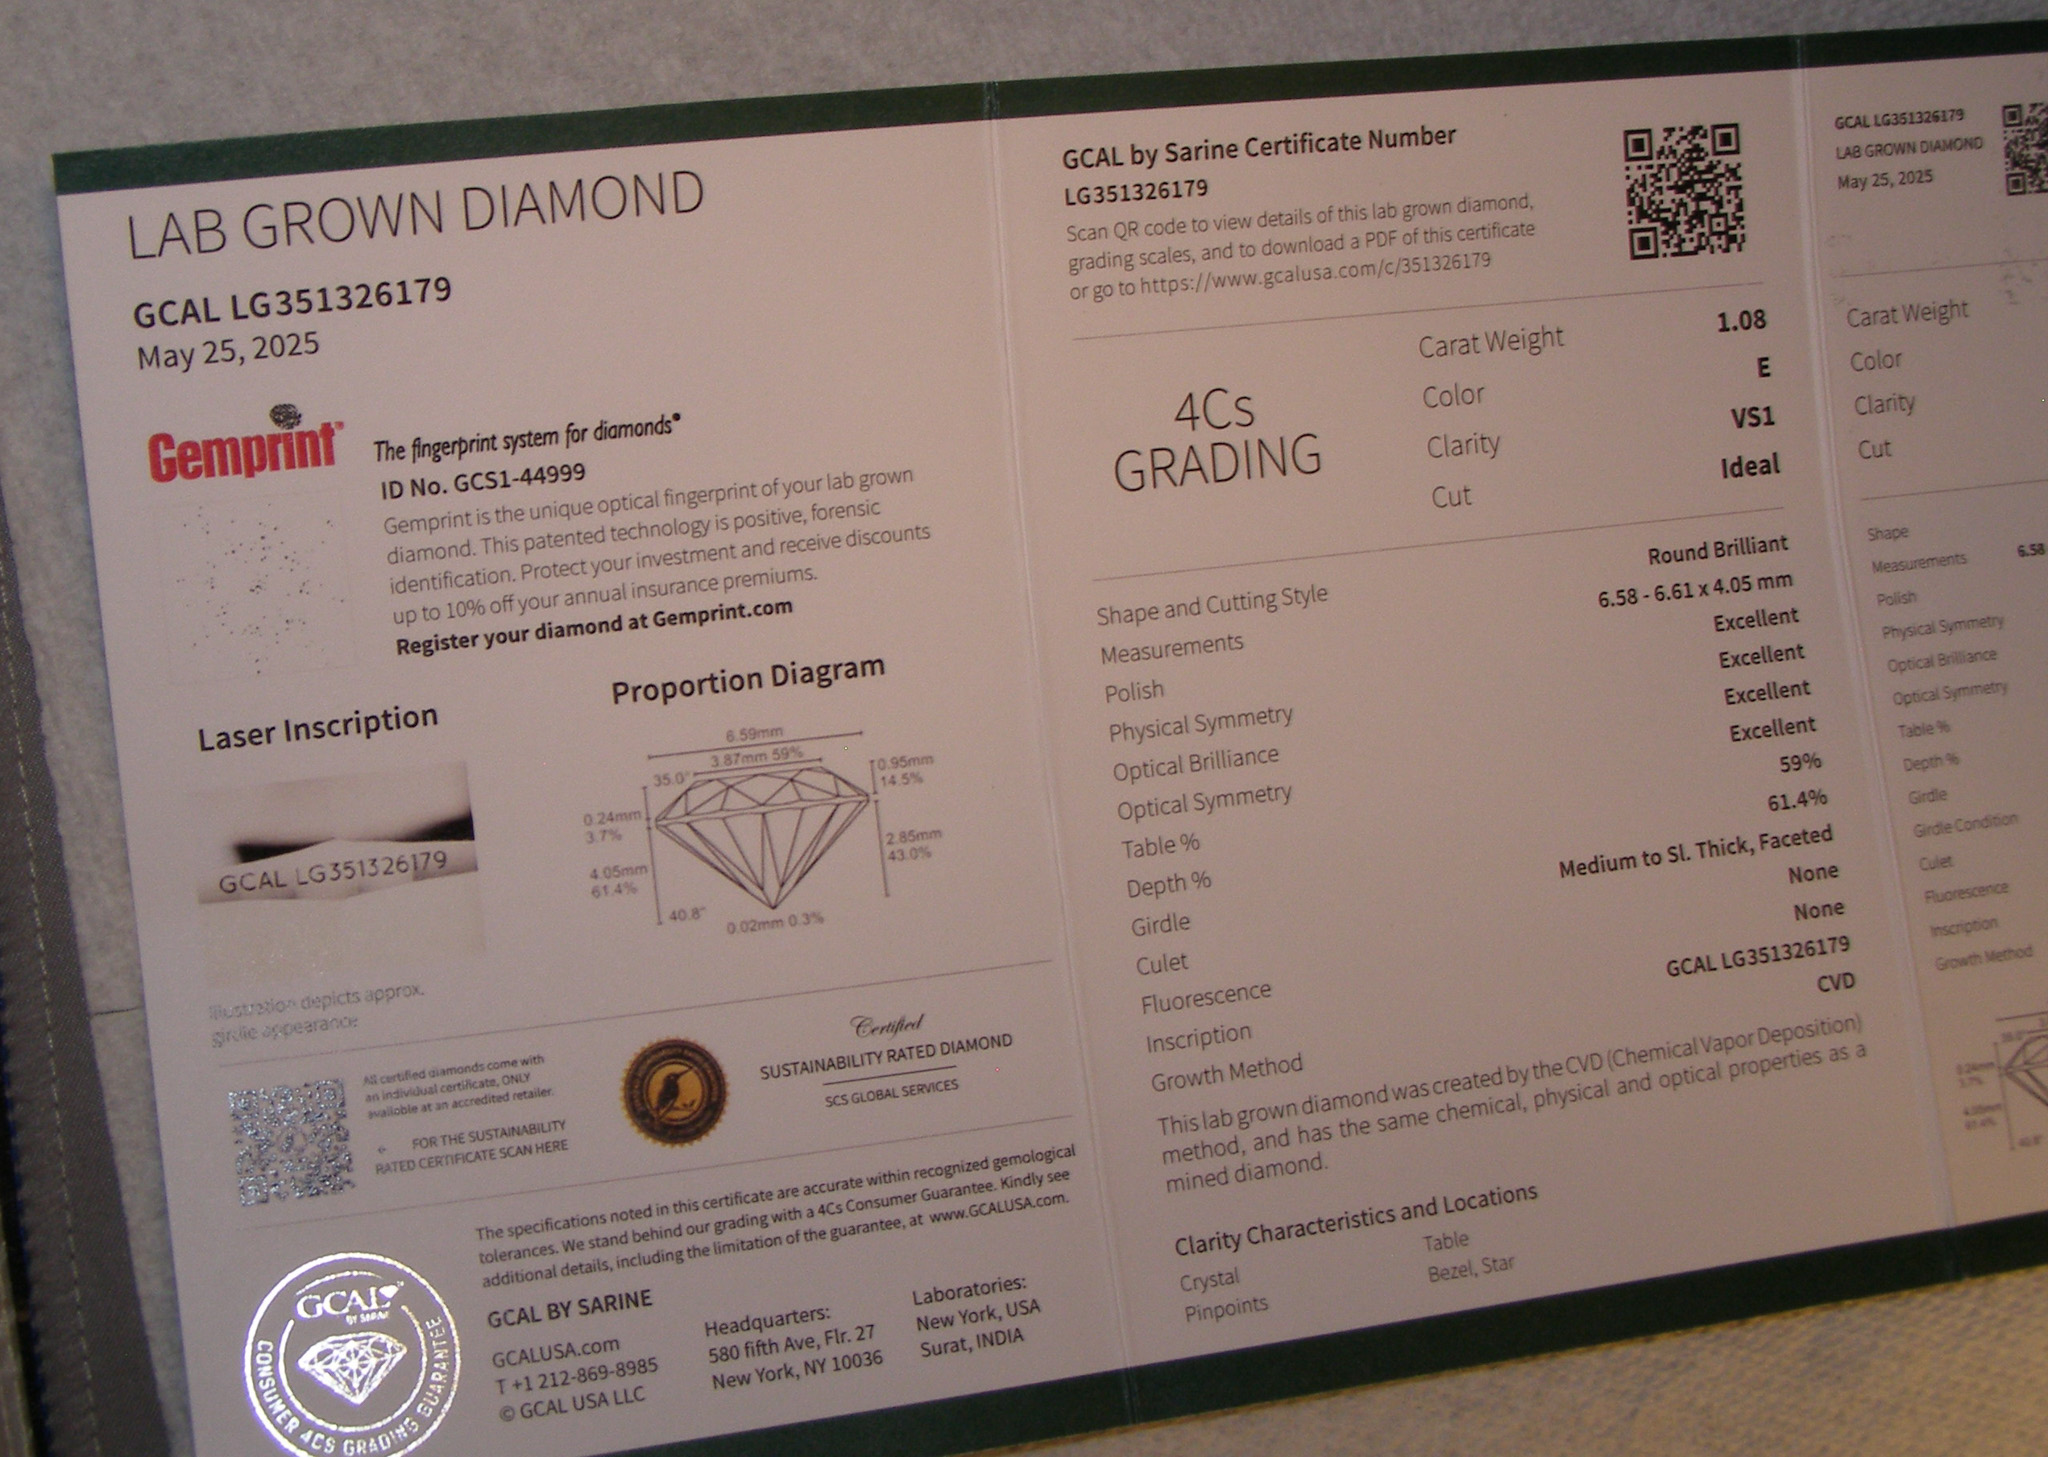 LAB GROWN DIAMOND
GCAL LG351326179
May 25, 2025
Gemprint®
The fingerprint system for diamonds®
ID No. GCS1-44999
Gemprint is the unique optical fingerprint of your lab grown
diamond. This patented technology is positive, forensic
identification. Protect your investment and receive discounts
up to 10% off your annual insurance premiums.
Register your diamond at Gemprint.com
Laser Inscription
GCAL LG351326179
Illustration depicts approx.
girdle appearance
Proportion Diagram
6.59mm
3.87mm 59%
35.0°
0.95mm
14.5%
0.24mm
3.7%
2.85mm
43.0%
4.05mm
61.4%
40.8°
0.02mm 0.3%
All certified diamonds come with
an individual certificate, ONLY
available at an accredited retailer.
← FOR THE SUSTAINABILITY
RATED CERTIFICATE SCAN HERE
Certified
SUSTAINABILITY RATED DIAMOND
SCS GLOBAL SERVICES
The specifications noted in this certificate are accurate within recognized gemological
tolerances. We stand behind our grading with a 4Cs Consumer Guarantee. Kindly see
additional details, including the limitation of the guarantee, at www.GCALUSA.com.
GCAL
BY SARINE
CONSUMER 4CS GRADING GUARANTEE
GCAL BY SARINE
GCALUSA.com
T +1 212-869-8985
© GCAL USA LLC
Headquarters:
580 fifth Ave, Flr. 27
New York, NY 10036
Laboratories:
New York, USA
Surat, INDIA
GCAL by Sarine Certificate Number
LG351326179
Scan QR code to view details of this lab grown diamond,
grading scales, and to download a PDF of this certificate
or go to https://www.gcalusa.com/c/351326179
4Cs
GRADING
Carat Weight 1.08
Color E
Clarity VS1
Cut Ideal
Shape and Cutting Style Round Brilliant
Measurements 6.58 - 6.61 x 4.05 mm
Polish Excellent
Physical Symmetry Excellent
Optical Brilliance Excellent
Optical Symmetry Excellent
Table % 59%
Depth % 61.4%
Girdle Medium to Sl. Thick, Faceted
Culet None
Fluorescence None
Inscription GCAL LG351326179
Growth Method CVD
This lab grown diamond was created by the CVD (Chemical Vapor Deposition)
method, and has the same chemical, physical and optical properties as a
mined diamond.
Clarity Characteristics and Locations
Crystal Table
Pinpoints Bezel, Star
GCAL LG351326179
LAB GROWN DIAMOND
May 25, 2025
Carat Weight
Color
Clarity
Cut
Shape
Measurements 6.58
Polish
Physical Symmetry
Optical Brilliance
Optical Symmetry
Table %
Depth %
Girdle
Girdle Condition
Culet
Fluorescence
Inscription
Growth Method
0.24mm
3.7%
4.05mm
61.4%